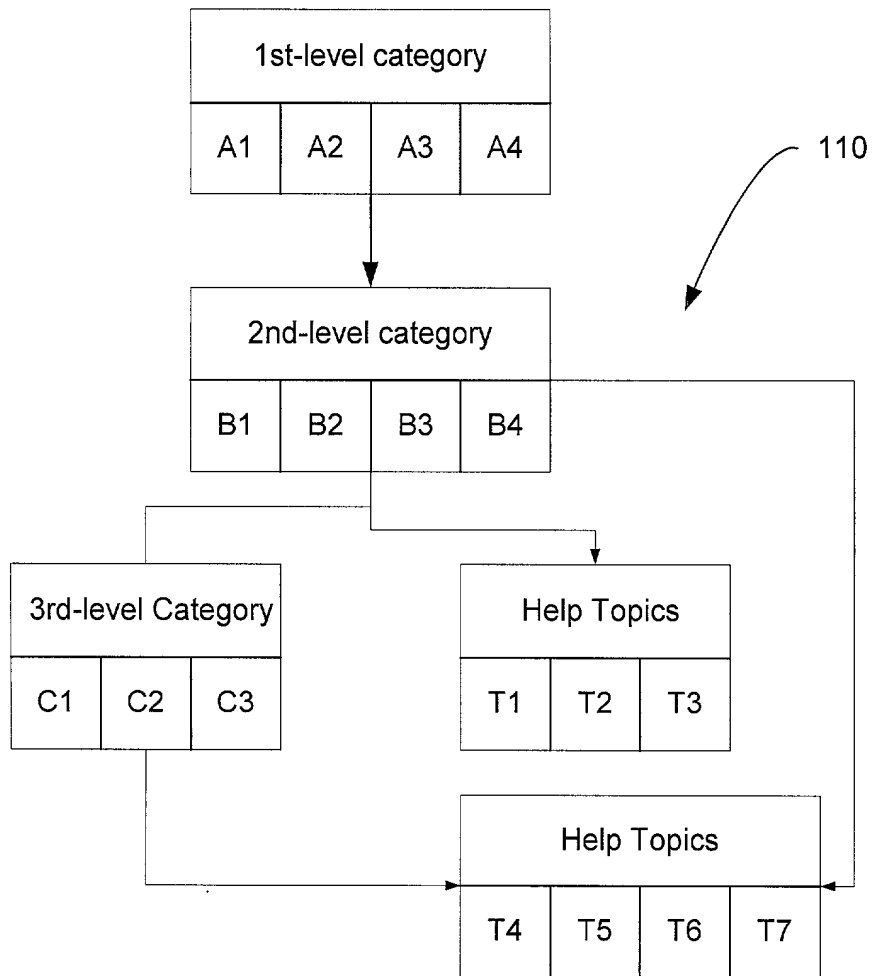 1st-level category
A1 A2 A3 A4
110
2nd-level category
B1 B2 B3 B4
3rd-level Category
C1 C2 C3
Help Topics
T1 T2 T3
Help Topics
T4 T5 T6 T7